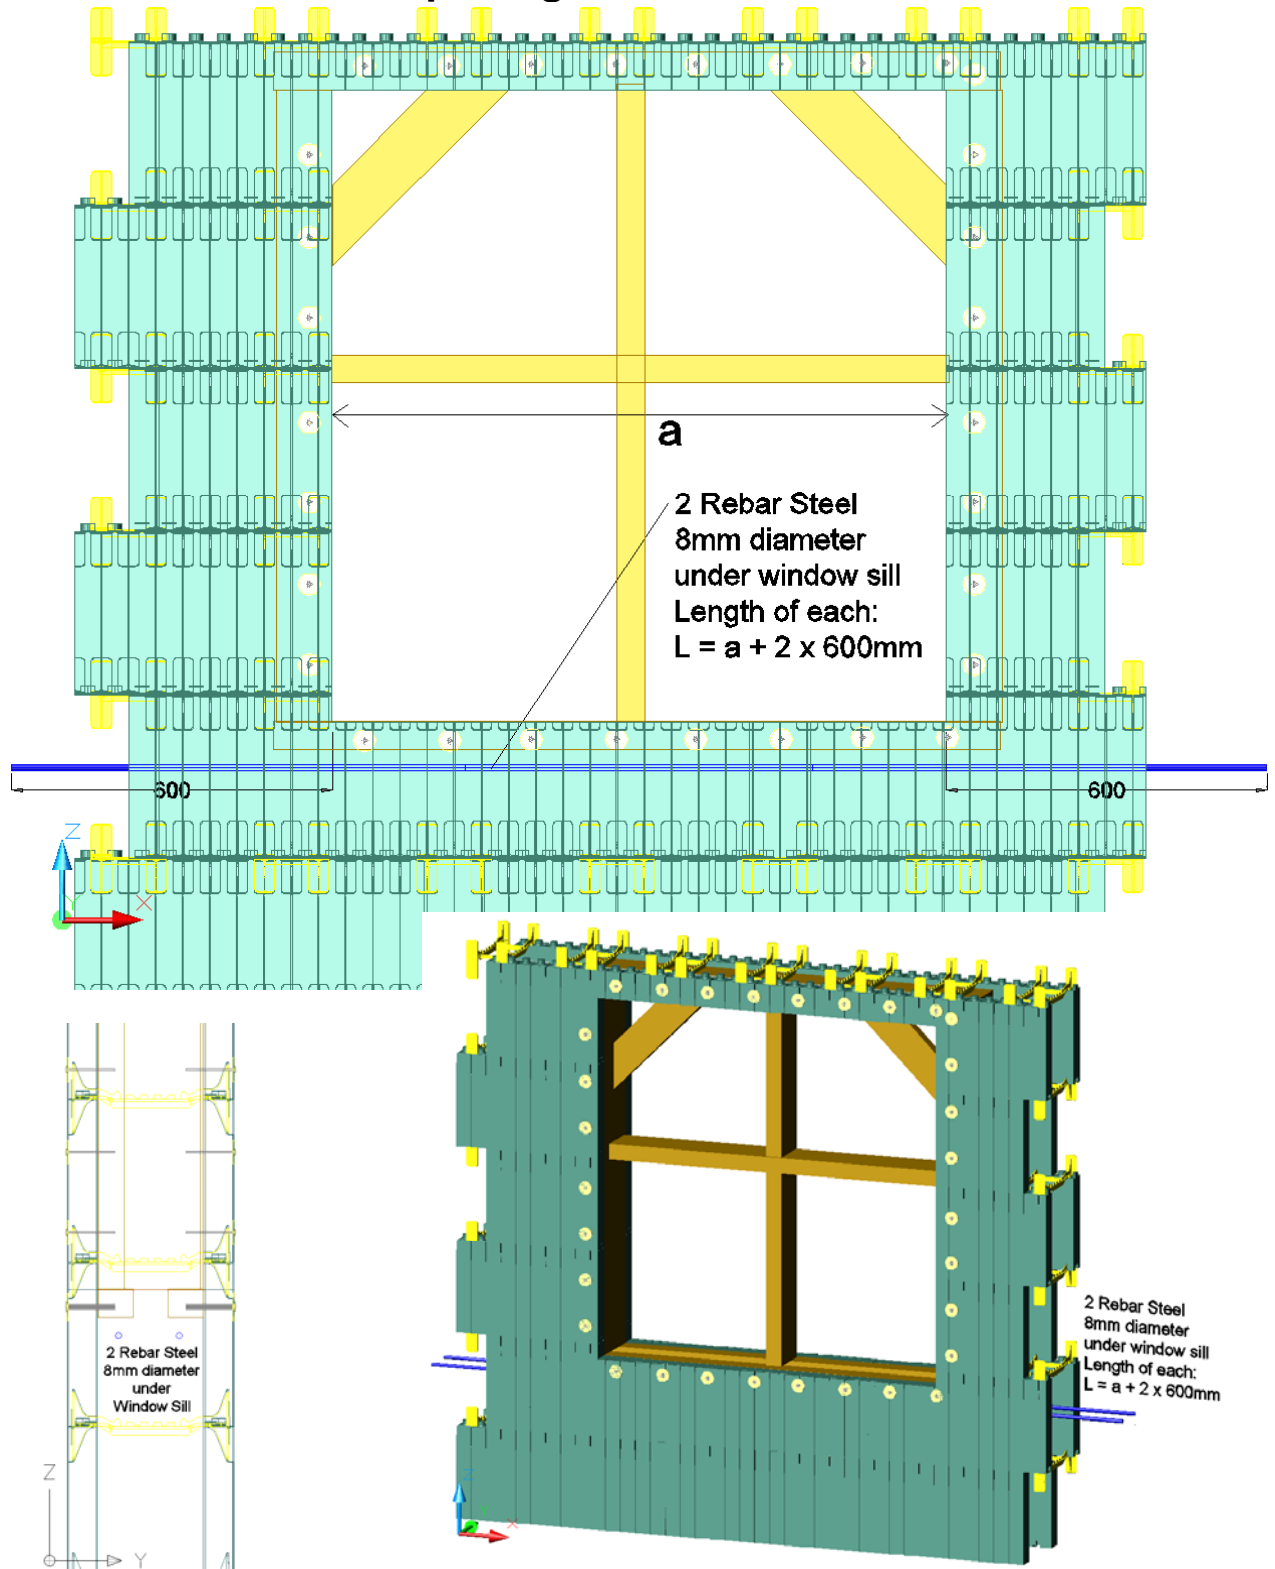 a
2 Rebar Steel
8mm diameter
under window sill
Length of each:
L = a + 2 x 600mm
600
600
Z
Y
X
2 Rebar Steel
8mm diameter
under
Window Sill
Z
Y
2 Rebar Steel
8mm diameter
under window sill
Length of each:
L = a + 2 x 600mm
Z
X